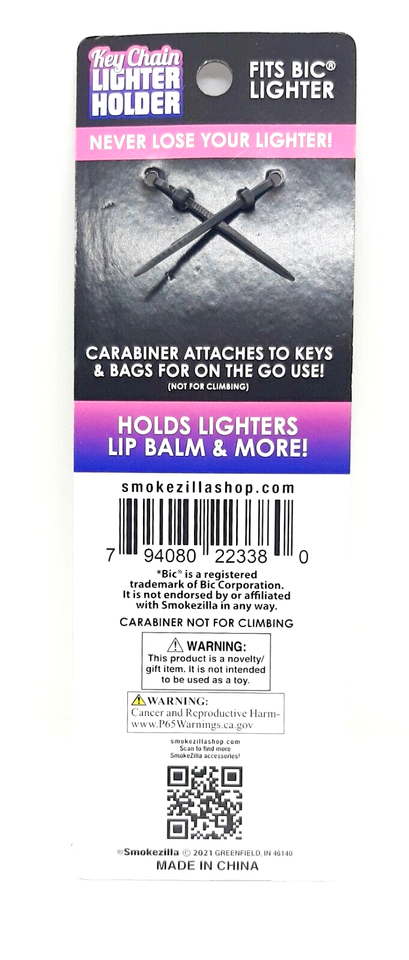 Key Chain
LIGHTER
HOLDER
FITS BIC®
LIGHTER
NEVER LOSE YOUR LIGHTER!
CARABINER ATTACHES TO KEYS
& BAGS FOR ON THE GO USE!
(NOT FOR CLIMBING)
HOLDS LIGHTERS
LIP BALM & MORE!
smokezillashop.com
7 94080 22338 0
*Bic® is a registered
trademark of Bic Corporation.
It is not endorsed by or affiliated
with Smokezilla in any way.
CARABINER NOT FOR CLIMBING
⚠ WARNING:
This product is a novelty/
gift item. It is not intended
to be used as a toy.
⚠WARNING:
Cancer and Reproductive Harm-
www.P65Warnings.ca.gov
smokezillashop.com
Scan to find more
SmokeZilla accessories!
®Smokezilla © 2021 GREENFIELD, IN 46140
MADE IN CHINA